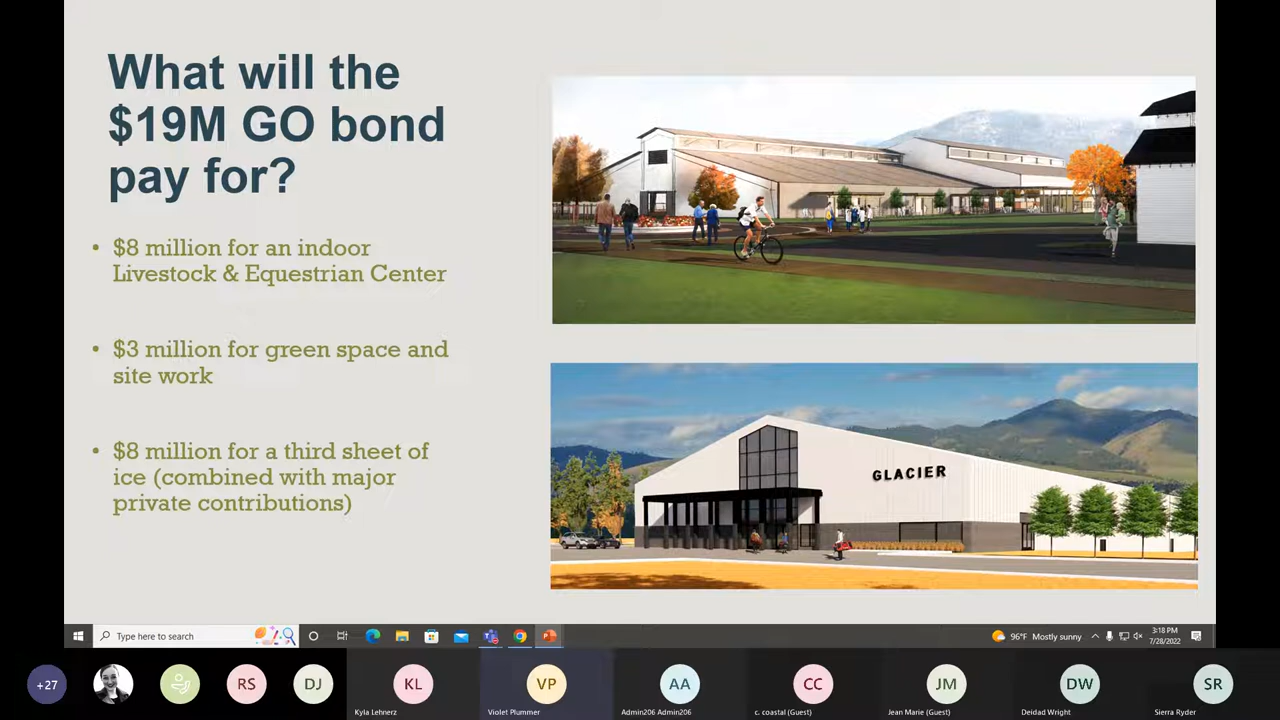 What will the
$19M GO bond
pay for?
• $8 million for an indoor
Livestock & Equestrian Center
• $3 million for green space and
site work
• $8 million for a third sheet of
ice (combined with major
private contributions)
GLACIER
Type here to search
96°F Mostly sunny
3:18 PM
7/28/2022
+27
RS
DJ
KL
VP
AA
CC
JM
DW
SR
Kyla Lehnerz
Violet Plummer
Admin206 Admin206
c. coastal (Guest)
Jean Marie (Guest)
Deidad Wright
Sierra Ryder